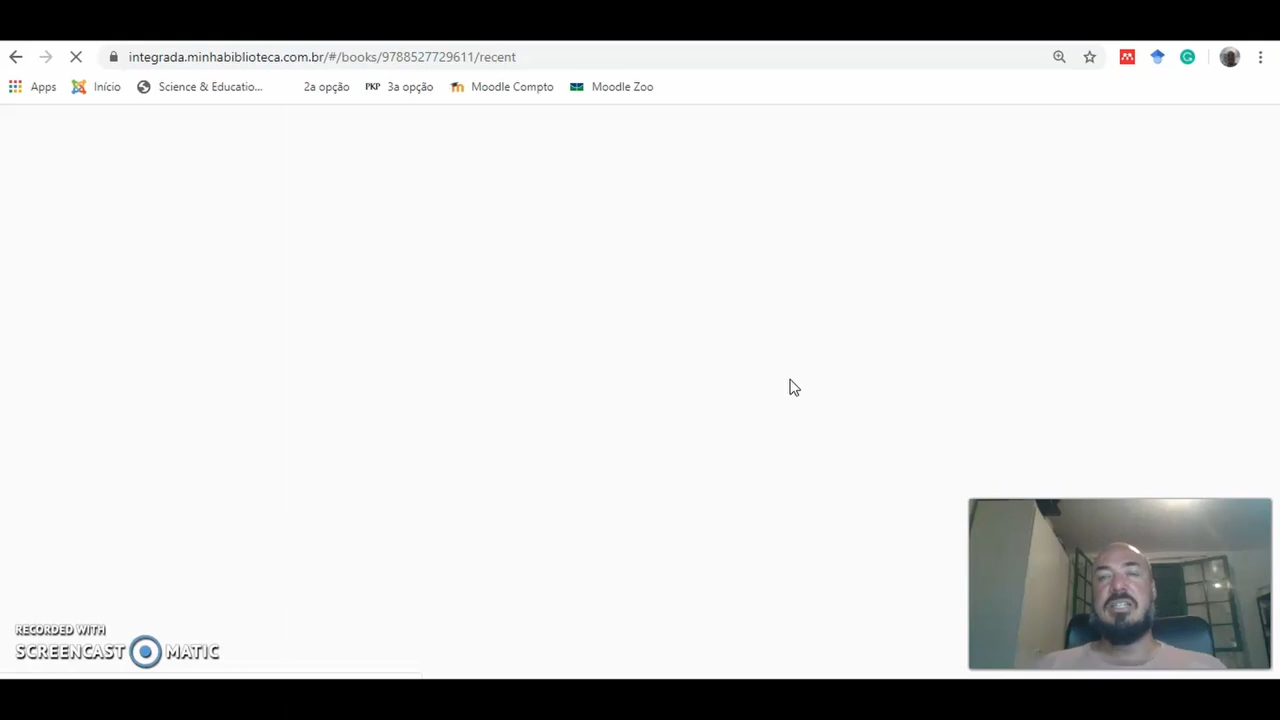 integrada.minhabiblioteca.com.br/#/books/9788527729611/recent
Apps Início Science & Educatio... 2a opção PKP 3a opção Moodle Compto Moodle Zoo
RECORDED WITH
SCREENCAST MATIC